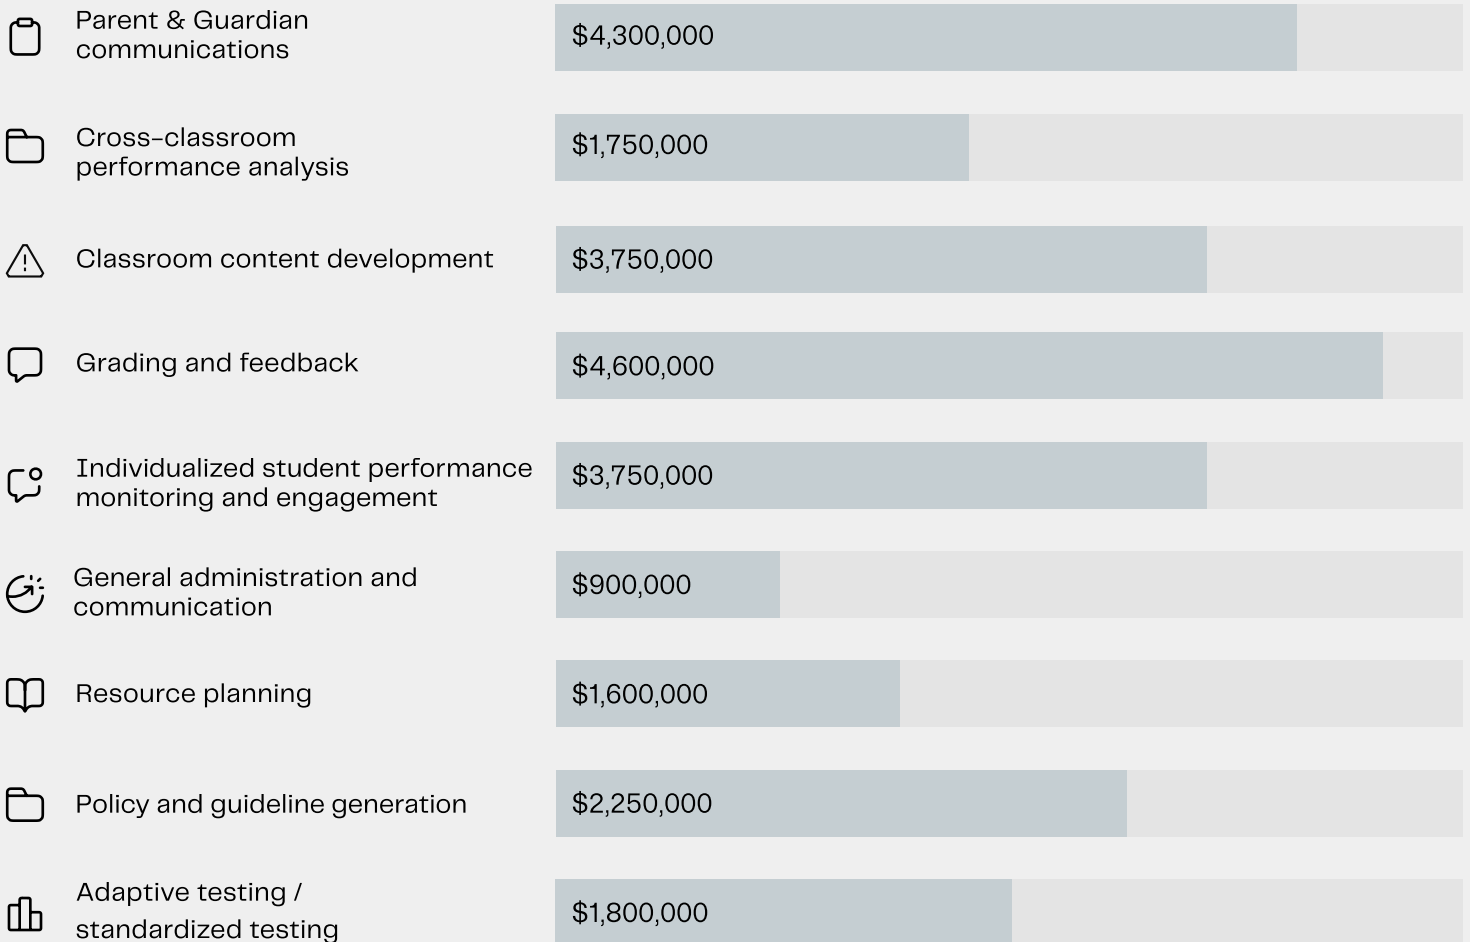 Parent & Guardian
communications
$4,300,000
Cross-classroom
performance analysis
$1,750,000
Classroom content development
$3,750,000
Grading and feedback
$4,600,000
Individualized student performance
monitoring and engagement
$3,750,000
General administration and
communication
$900,000
Resource planning
$1,600,000
Policy and guideline generation
$2,250,000
Adaptive testing /
standardized testing
$1,800,000